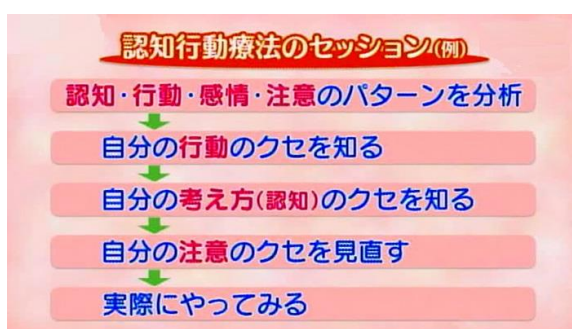 認知行動療法のセッション(例)
認知・行動・感情・注意のパターンを分析
自分の行動のクセを知る
自分の考え方(認知)のクセを知る
自分の注意のクセを見直す
実際にやってみる